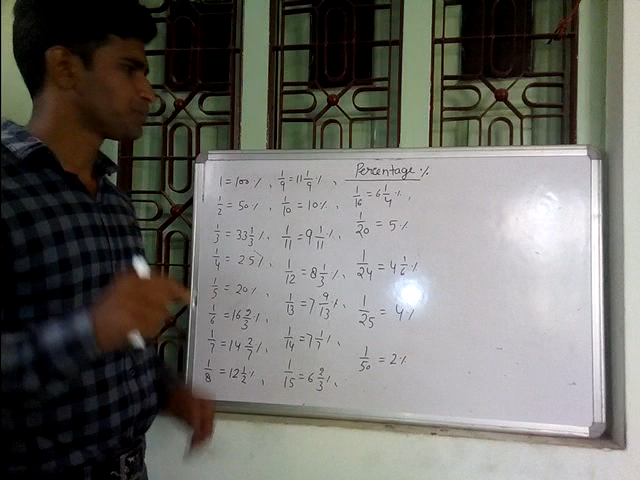 Percentage %
1 = 100%,
1/2 = 50%,
1/3 = 33 1/3%,
1/4 = 25%,
1/5 = 20%,
1/6 = 16 2/3%,
1/7 = 14 2/7%,
1/8 = 12 1/2%,
1/9 = 11 1/9%,
1/10 = 10%,
1/11 = 9 1/11%,
1/12 = 8 1/3%,
1/13 = 7 9/13%,
1/14 = 7 1/7%,
1/15 = 6 2/3%,
1/16 = 6 1/4%,
1/20 = 5%
1/24 = 4 1/6%
1/25 = 4%
1/50 = 2%